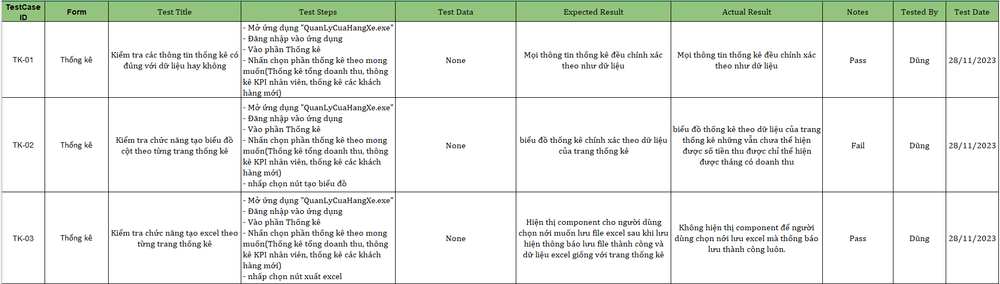 TestCase ID
Form
Test Title
Test Steps
Test Data
Expected Result
Actual Result
Notes
Tested By
Test Date
TK-01
Thống kê
Kiểm tra các thông tin thống kê có
đúng với dữ liệu hay không
- Mở ứng dụng "QuanLyCuaHangXe.exe"
- Đăng nhập vào ứng dụng
- Vào phần Thống kê
- Nhấn chọn phần thống kê theo mong
muốn(Thống kê tổng doanh thu, thông
kê KPI nhân viên, thống kê các khách
hàng mới)
None
Mọi thông tin thống kê đều chính xác
theo như dữ liệu
Mọi thông tin thống kê đều chính xác
theo như dữ liệu
Pass
Dũng
28/11/2023
TK-02
Thống kê
Kiểm tra chức năng tạo biểu đồ
cột theo từng trang thống kê
- Mở ứng dụng "QuanLyCuaHangXe.exe"
- Đăng nhập vào ứng dụng
- Vào phần Thống kê
- Nhấn chọn phần thống kê theo mong
muốn(Thống kê tổng doanh thu, thông
kê KPI nhân viên, thống kê các khách
hàng mới)
- nhấp chọn nút tạo biểu đồ
None
biểu đồ thống kê chính xác theo dữ liệu
của trang thống kê
biểu đồ thống kê theo dữ liệu của trang
thống kê những vẫn chưa thể hiện
được số tiền thu được chỉ thể hiện
được tháng có doanh thu
Fail
Dũng
28/11/2023
TK-03
Thống kê
Kiểm tra chức năng tạo excel theo
từng trang thống kê
- Mở ứng dụng "QuanLyCuaHangXe.exe"
- Đăng nhập vào ứng dụng
- Vào phần Thống kê
- Nhấn chọn phần thống kê theo mong
muốn(Thống kê tổng doanh thu, thông
kê KPI nhân viên, thống kê các khách
hàng mới)
- nhấp chọn nút xuất excel
None
Hiện thị component cho người dùng
chọn nới muốn lưu file excel sau khi lưu
hiện thông báo lưu file thành công và
dữ liệu excel giống với trang thống kê
Không hiện thị component để người
dùng chọn nới lưu excel mà thống báo
lưu thành công luôn.
Pass
Dũng
28/11/2023